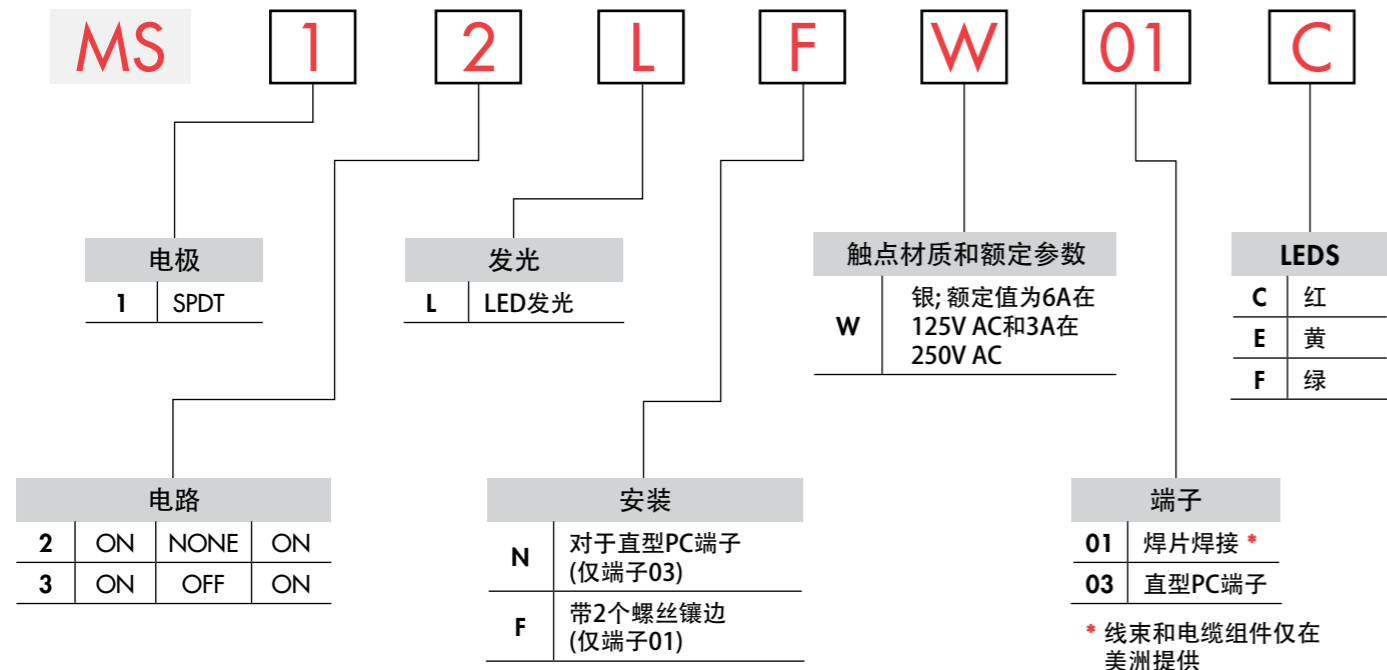 MS 1 2 L F W 01 C
电极
1 SPDT
发光
L LED发光
触点材质和额定参数
W 银; 额定值为6A在
125V AC和3A在
250V AC
LEDS
C 红
E 黄
F 绿
电路
2 ON NONE ON
3 ON OFF ON
安装
N 对于直型PC端子
(仅端子03)
F 带2个螺丝镶边
(仅端子01)
端子
01 焊片焊接 *
03 直型PC端子
* 线束和电缆组件仅在
美洲提供